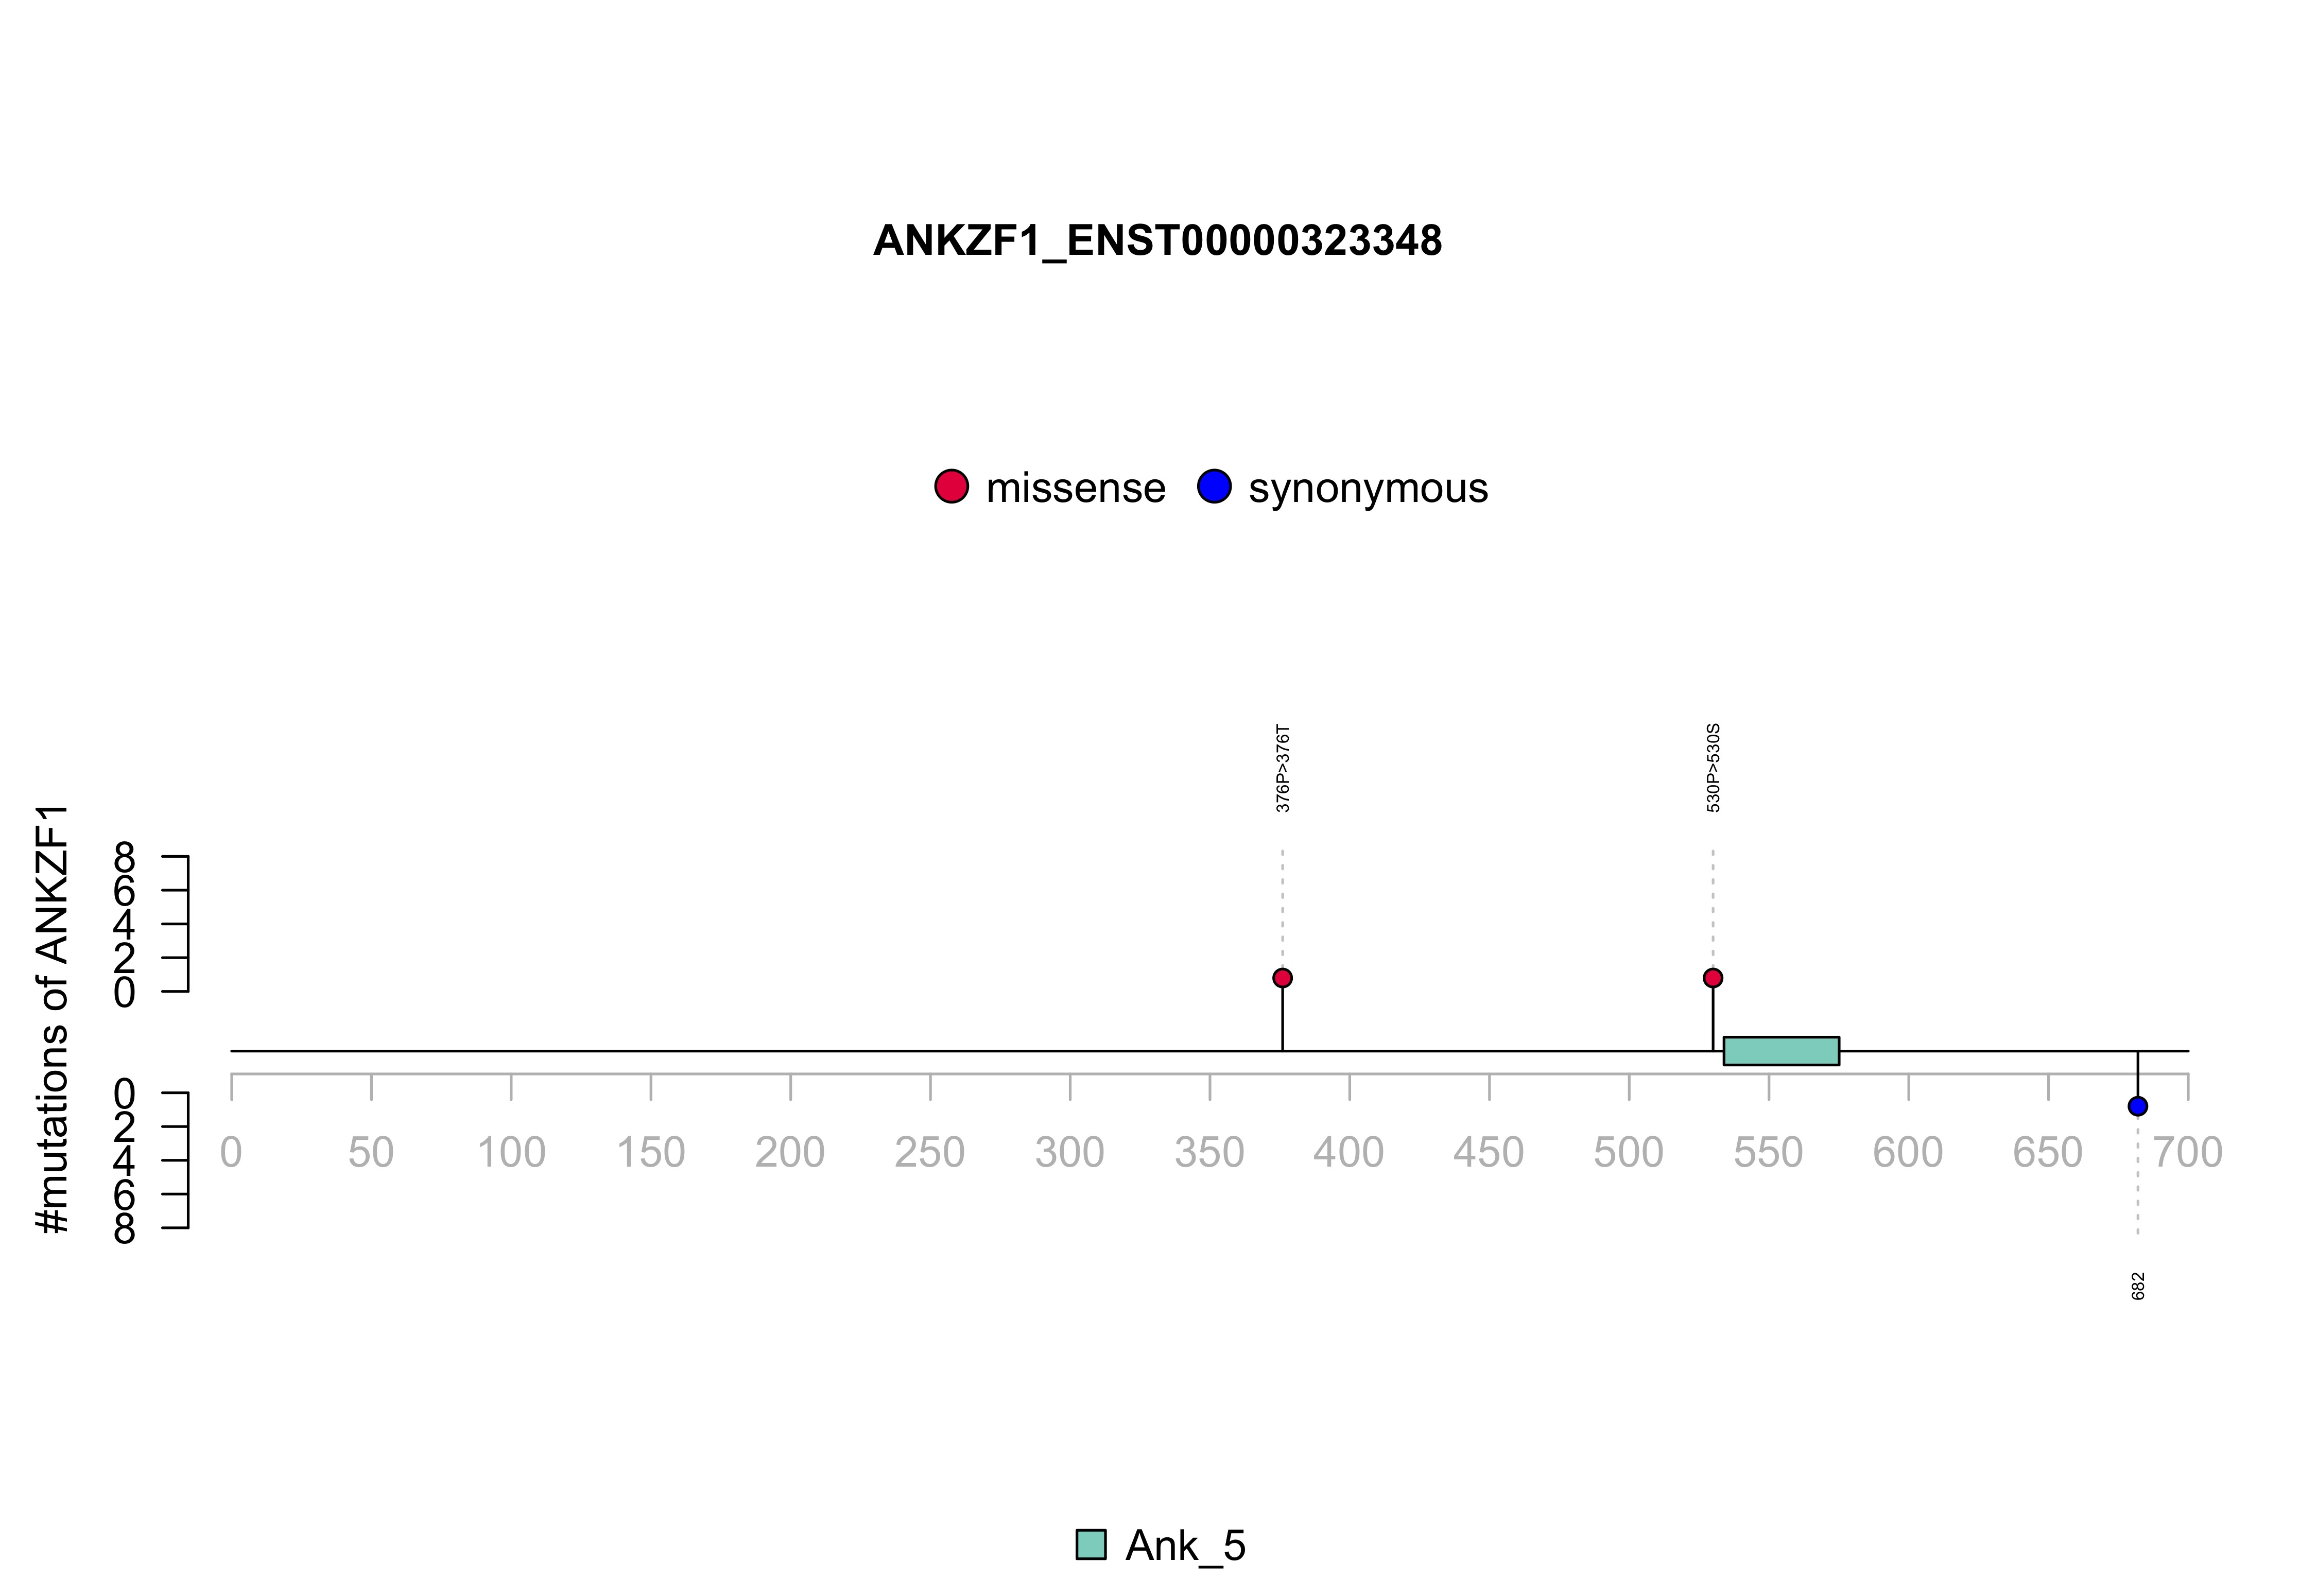 ANKZF1_ENST00000323348
missense synonymous
376P>376T
530P>530S
#mutations of ANKZF1
8
6
4
2
0
0
2
4
6
8
0 50 100 150 200 250 300 350 400 450 500 550 600 650 700
682
Ank_5